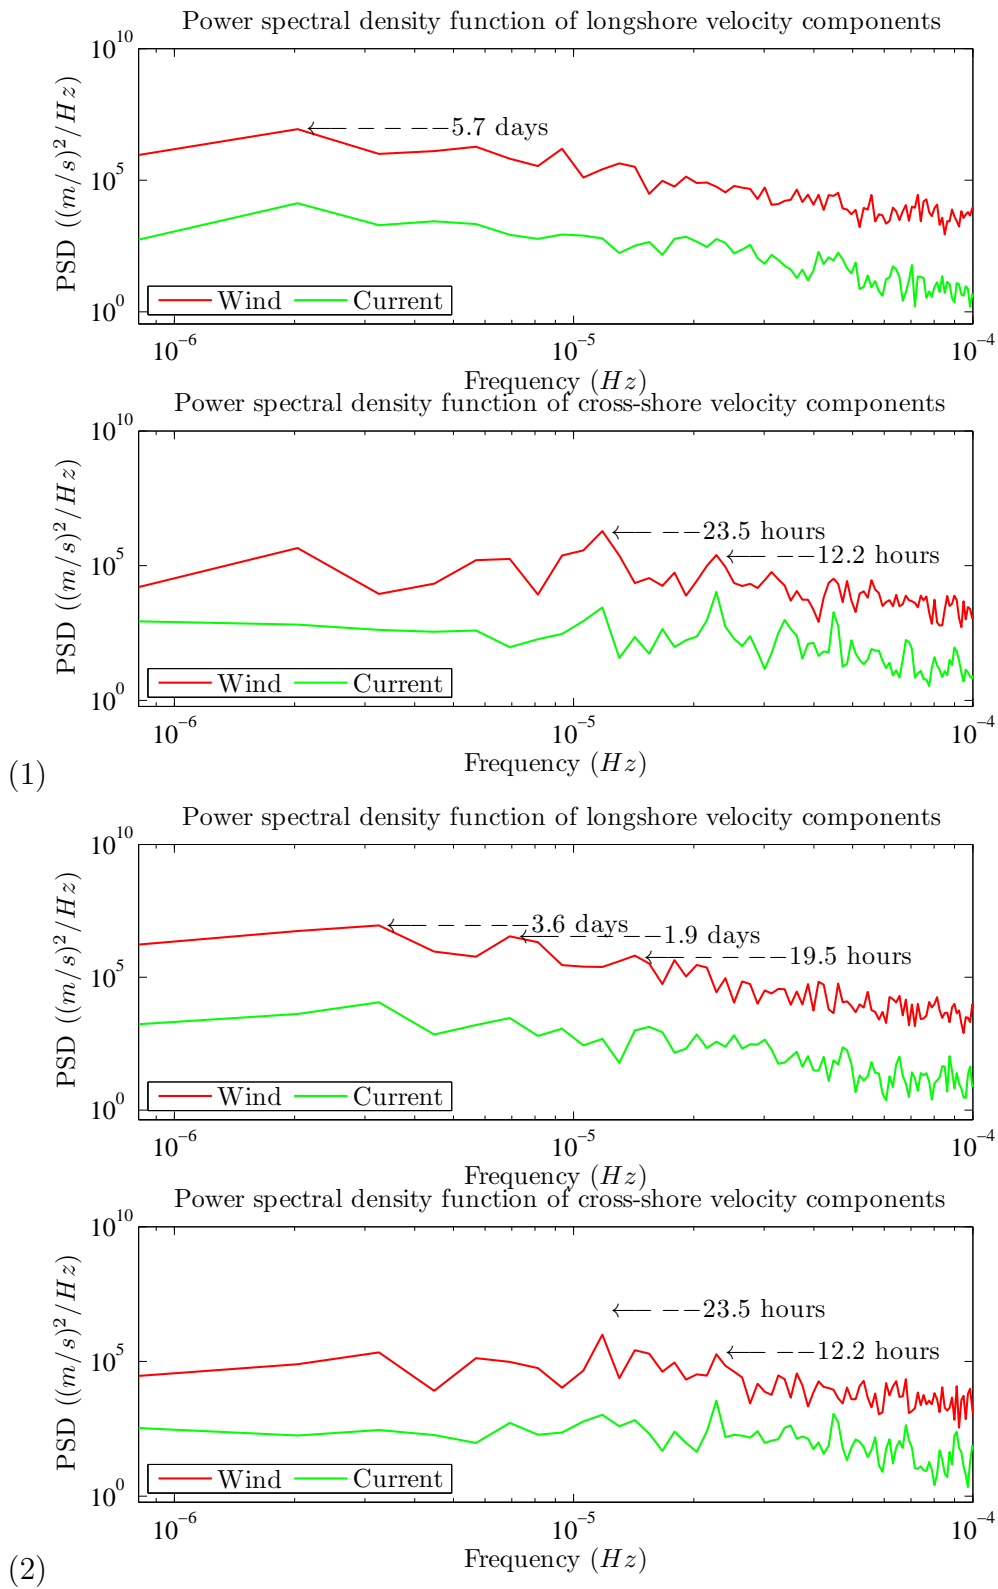 Power spectral density function of longshore velocity components
10^10
10^5
10^0
PSD ((m/s)^2/Hz)
←− − − −−5.7 days
Wind Current
10^−6 10^−5 10^−4
Frequency (Hz)
Power spectral density function of cross-shore velocity components
10^10
10^5
10^0
PSD ((m/s)^2/Hz)
←− −−23.5 hours
←− −−12.2 hours
Wind Current
10^−6 10^−5 10^−4
Frequency (Hz)
(1)
Power spectral density function of longshore velocity components
10^10
10^5
10^0
PSD ((m/s)^2/Hz)
←− − − −−3.6 days
←− − − −−1.9 days
←− − − −−19.5 hours
Wind Current
10^−6 10^−5 10^−4
Frequency (Hz)
Power spectral density function of cross-shore velocity components
10^10
10^5
10^0
PSD ((m/s)^2/Hz)
←− −−23.5 hours
←− −−12.2 hours
Wind Current
10^−6 10^−5 10^−4
Frequency (Hz)
(2)